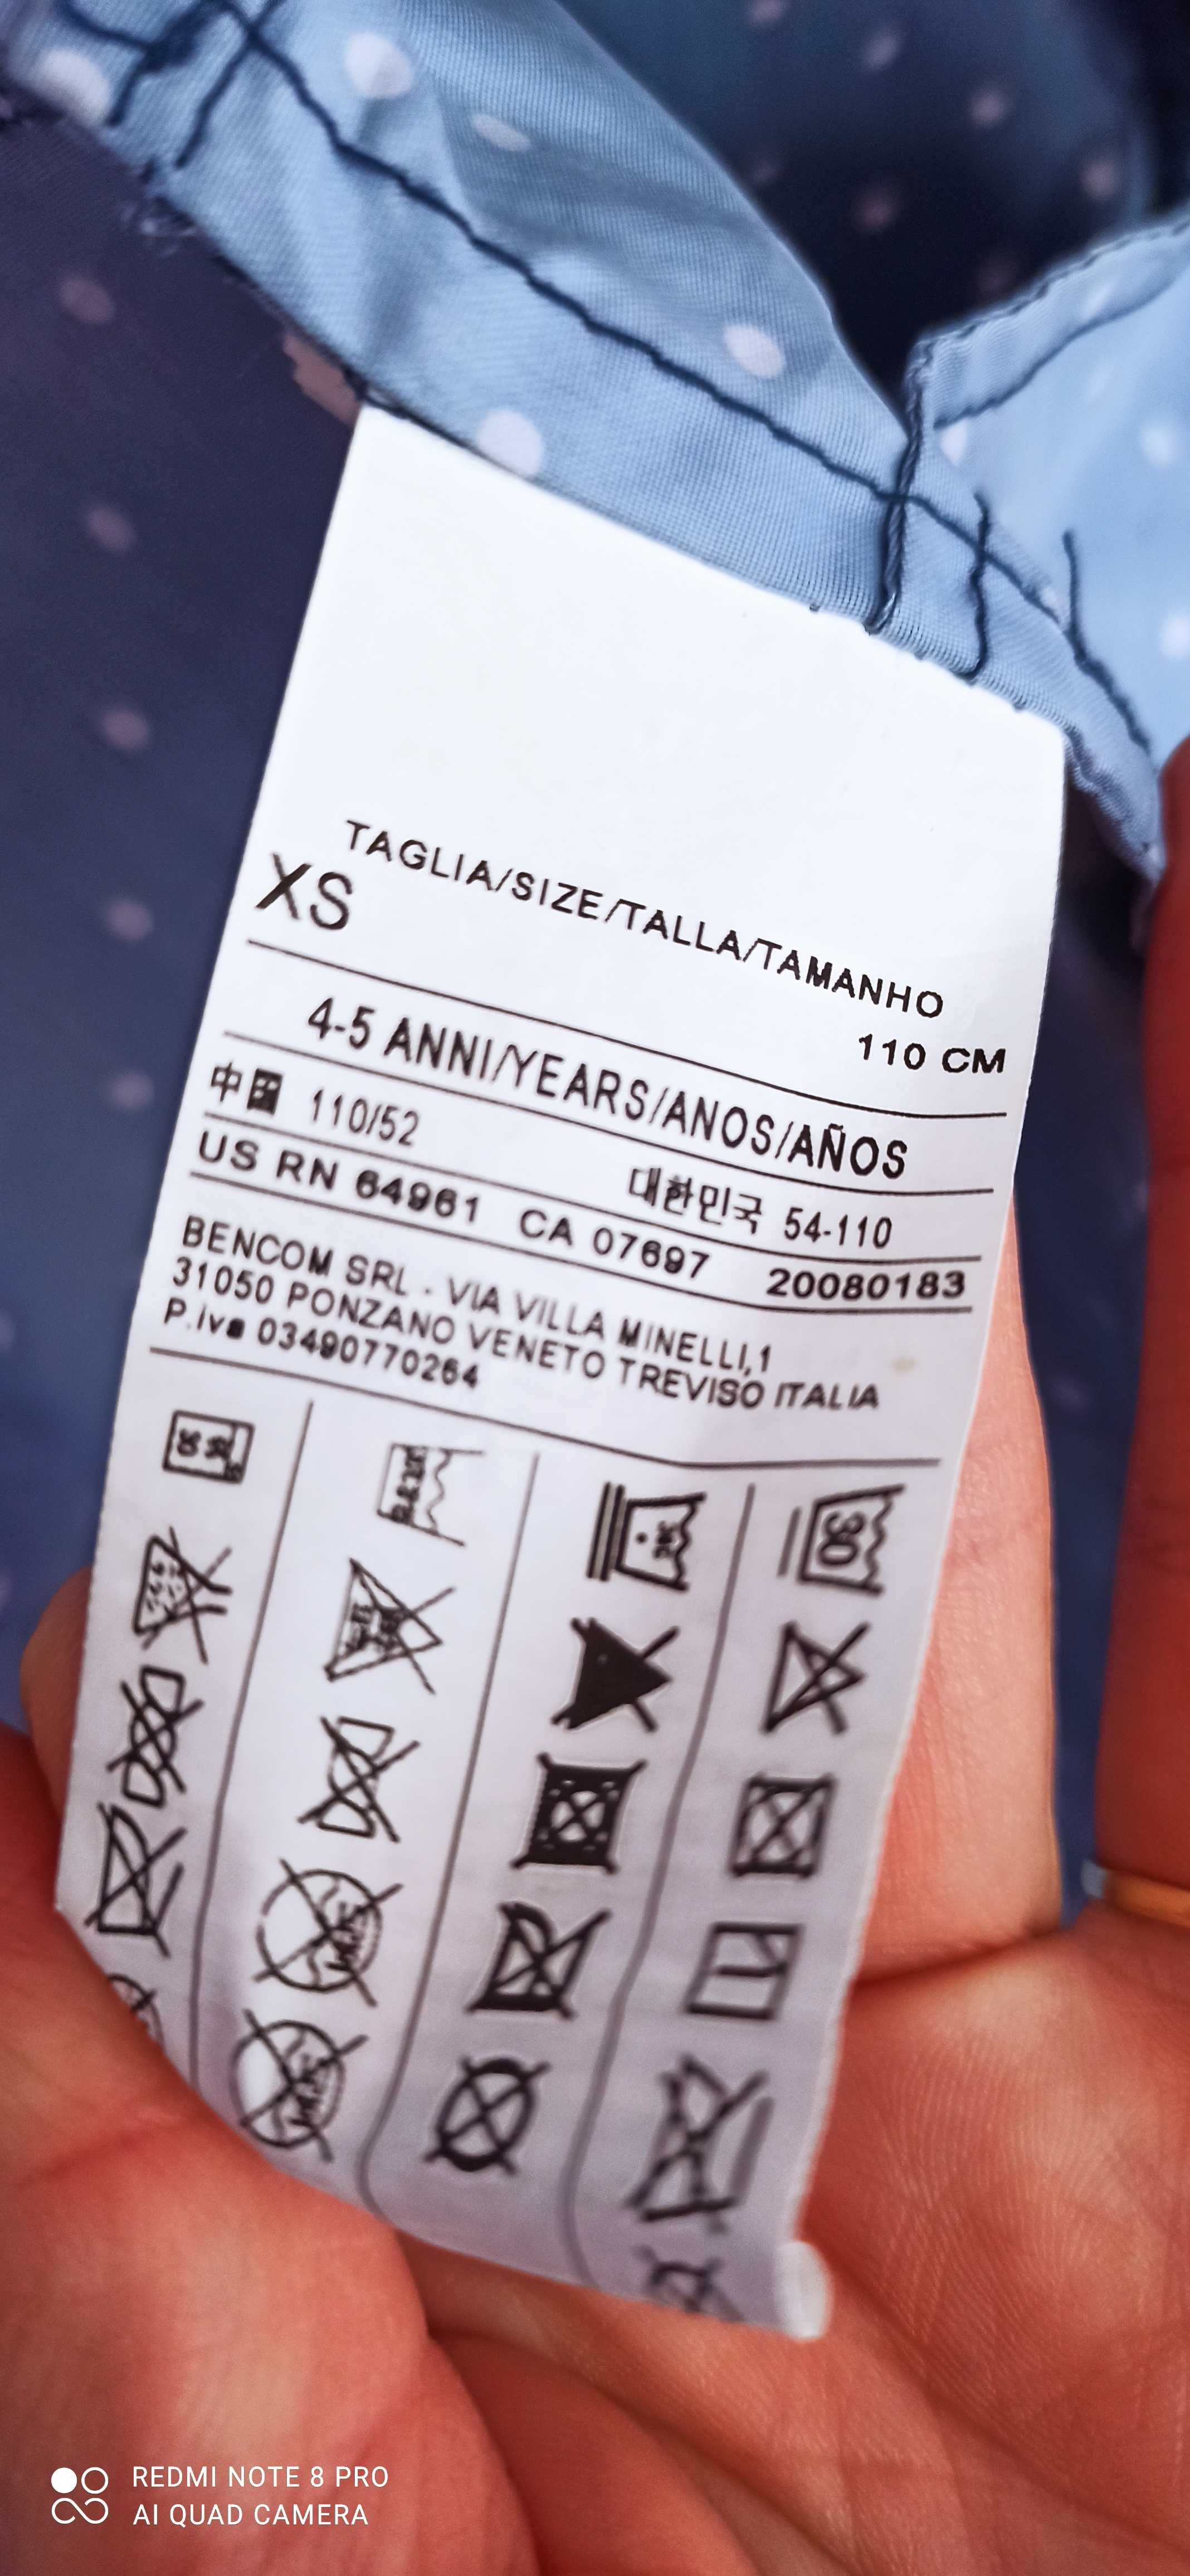 TAGLIA/SIZE/TALLA/TAMANHO
XS
110 CM
4-5 ANNI/YEARS/ANOS/AÑOS
中国 110/52 대한민국 54-110
US RN 64961 CA 07697 20080183
BENCOM SRL - VIA VILLA MINELLI,1
31050 PONZANO VENETO TREVISO ITALIA
P.iva 03490770264
30
REDMI NOTE 8 PRO
AI QUAD CAMERA